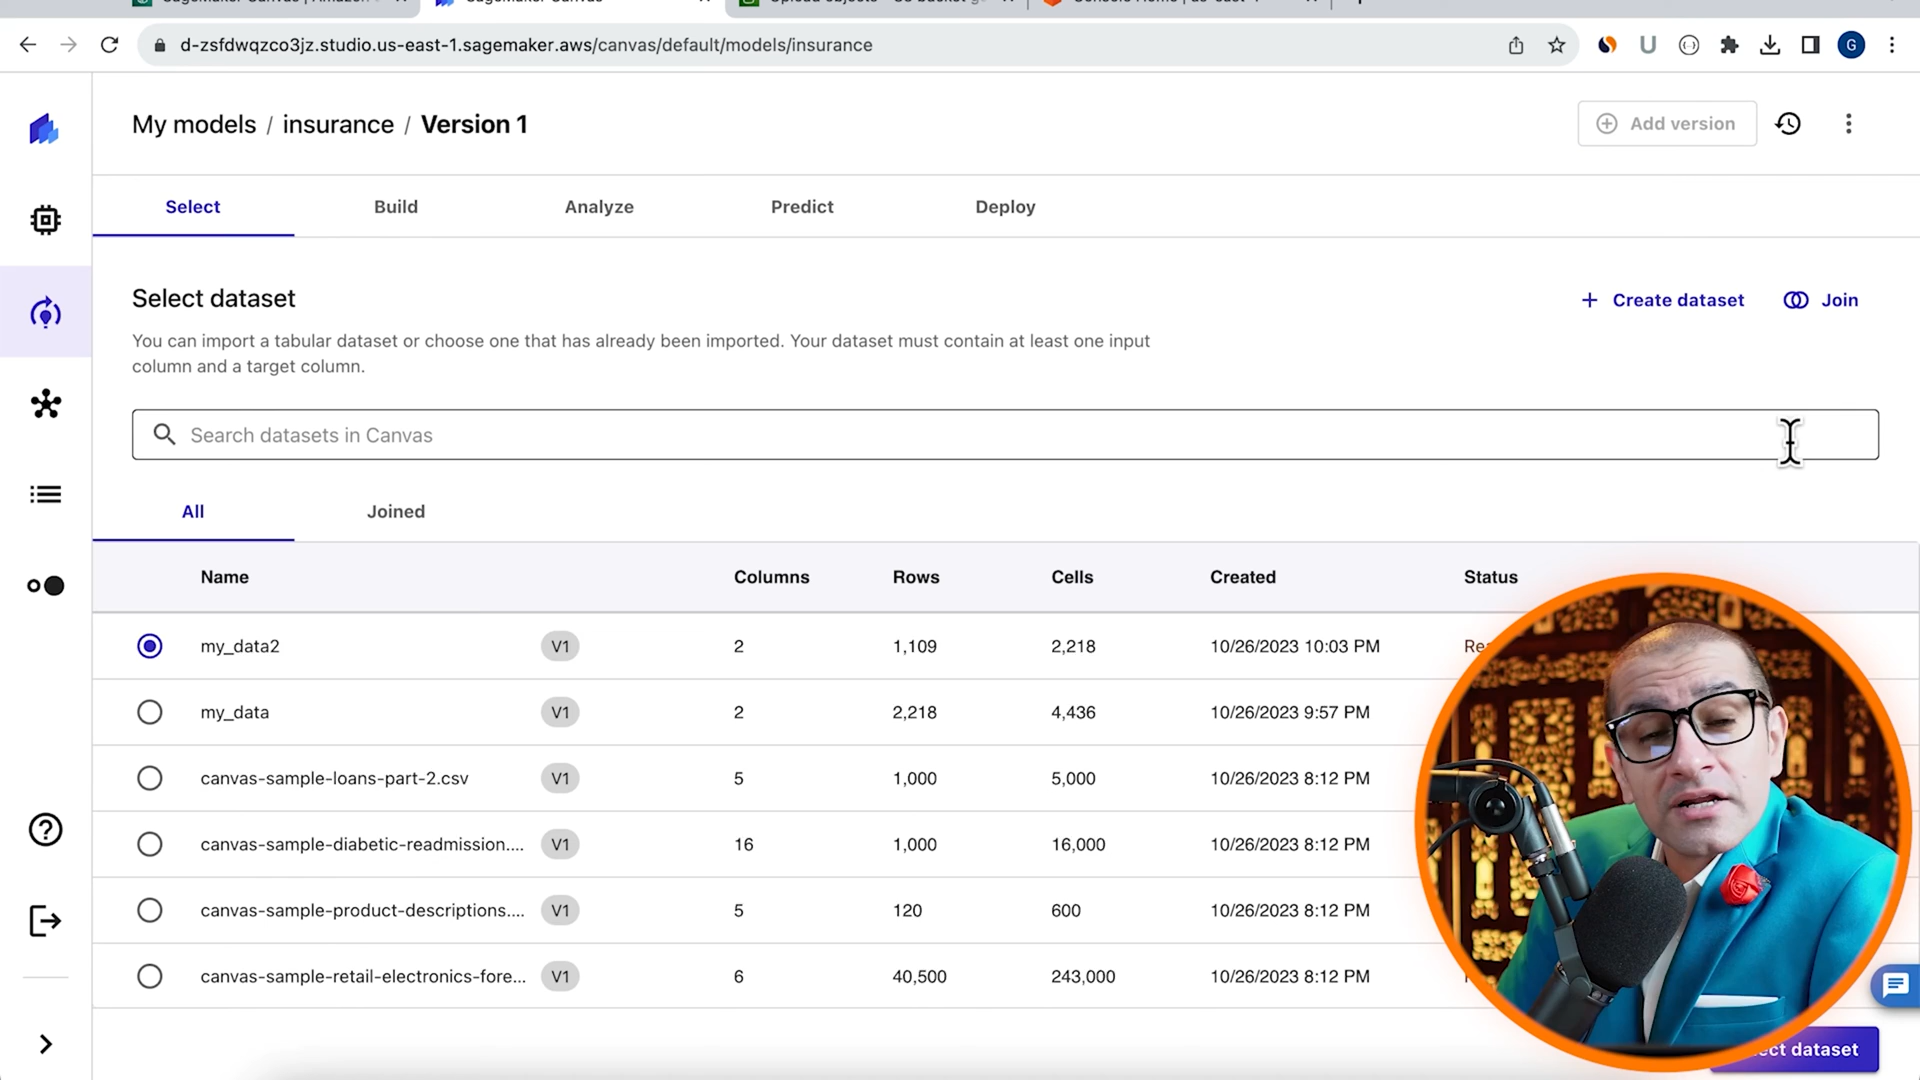 d-zsfdwqzco3jz.studio.us-east-1.sagemaker.aws/canvas/default/models/insurance
G
My models / insurance / Version 1
Add version
Select
Build
Analyze
Predict
Deploy
Select dataset
Create dataset
Join
You can import a tabular dataset or choose one that has already been imported. Your dataset must contain at least one input
column and a target column.
Search datasets in Canvas
All
Joined
Name Columns Rows Cells Created Status
my_data2 V1 2 1,109 2,218 10/26/2023 10:03 PM
my_data V1 2 2,218 4,436 10/26/2023 9:57 PM
canvas-sample-loans-part-2.csv V1 5 1,000 5,000 10/26/2023 8:12 PM
canvas-sample-diabetic-readmission.... V1 16 1,000 16,000 10/26/2023 8:12 PM
canvas-sample-product-descriptions.... V1 5 120 600 10/26/2023 8:12 PM
canvas-sample-retail-electronics-fore... V1 6 40,500 243,000 10/26/2023 8:12 PM
dataset